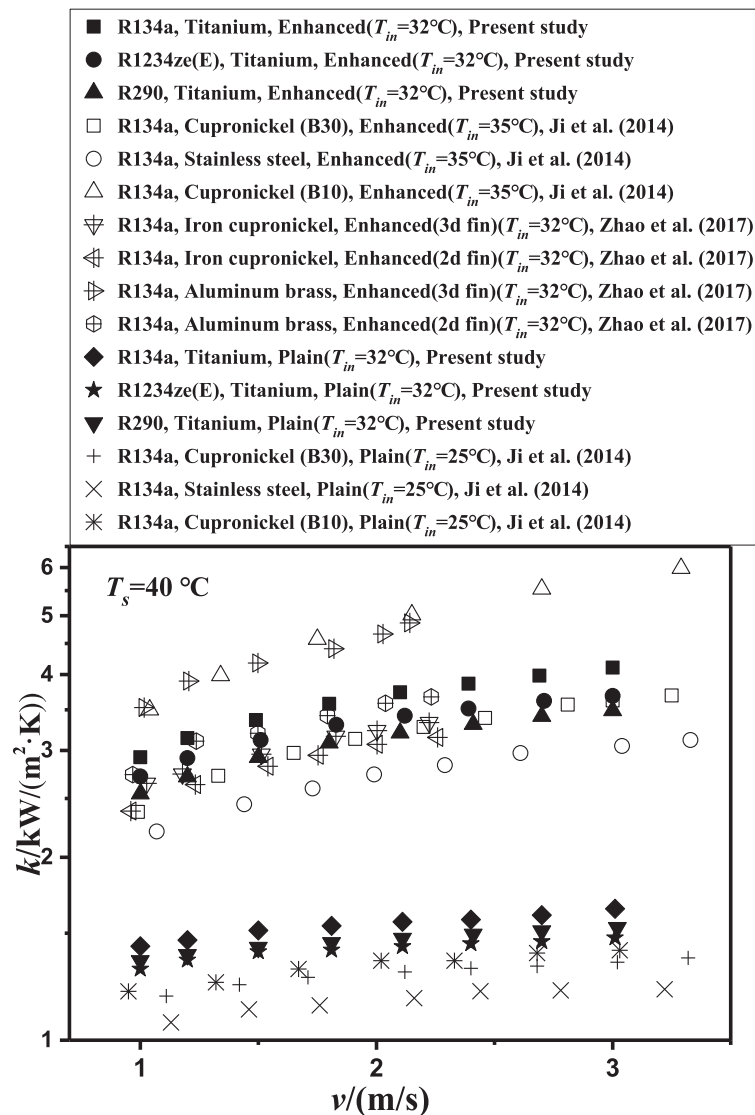 R134a, Titanium, Enhanced(Tin=32℃), Present study
R1234ze(E), Titanium, Enhanced(Tin=32℃), Present study
R290, Titanium, Enhanced(Tin=32℃), Present study
R134a, Cupronickel (B30), Enhanced(Tin=35℃), Ji et al. (2014)
R134a, Stainless steel, Enhanced(Tin=35℃), Ji et al. (2014)
R134a, Cupronickel (B10), Enhanced(Tin=35℃), Ji et al. (2014)
R134a, Iron cupronickel, Enhanced(3d fin)(Tin=32℃), Zhao et al. (2017)
R134a, Iron cupronickel, Enhanced(2d fin)(Tin=32℃), Zhao et al. (2017)
R134a, Aluminum brass, Enhanced(3d fin)(Tin=32℃), Zhao et al. (2017)
R134a, Aluminum brass, Enhanced(2d fin)(Tin=32℃), Zhao et al. (2017)
R134a, Titanium, Plain(Tin=32℃), Present study
R1234ze(E), Titanium, Plain(Tin=32℃), Present study
R290, Titanium, Plain(Tin=32℃), Present study
R134a, Cupronickel (B30), Plain(Tin=25℃), Ji et al. (2014)
R134a, Stainless steel, Plain(Tin=25℃), Ji et al. (2014)
R134a, Cupronickel (B10), Plain(Tin=25℃), Ji et al. (2014)
Ts=40 ℃
6
5
4
3
2
1
k/kW/(m²·K))
1
2
3
v/(m/s)